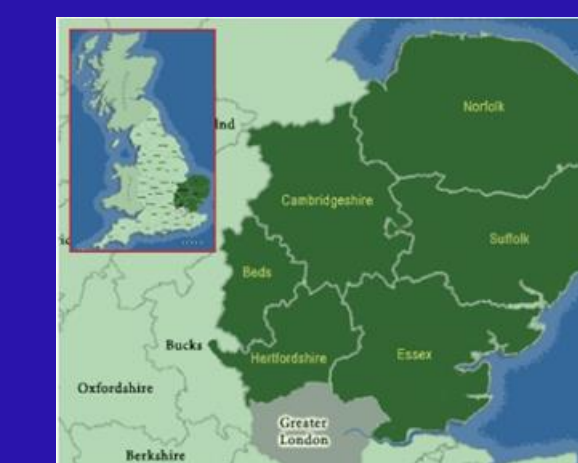 Norfolk
Cambridgeshire
Suffolk
Beds
Bucks
Hertfordshire
Essex
Oxfordshire
Greater
London
Berkshire